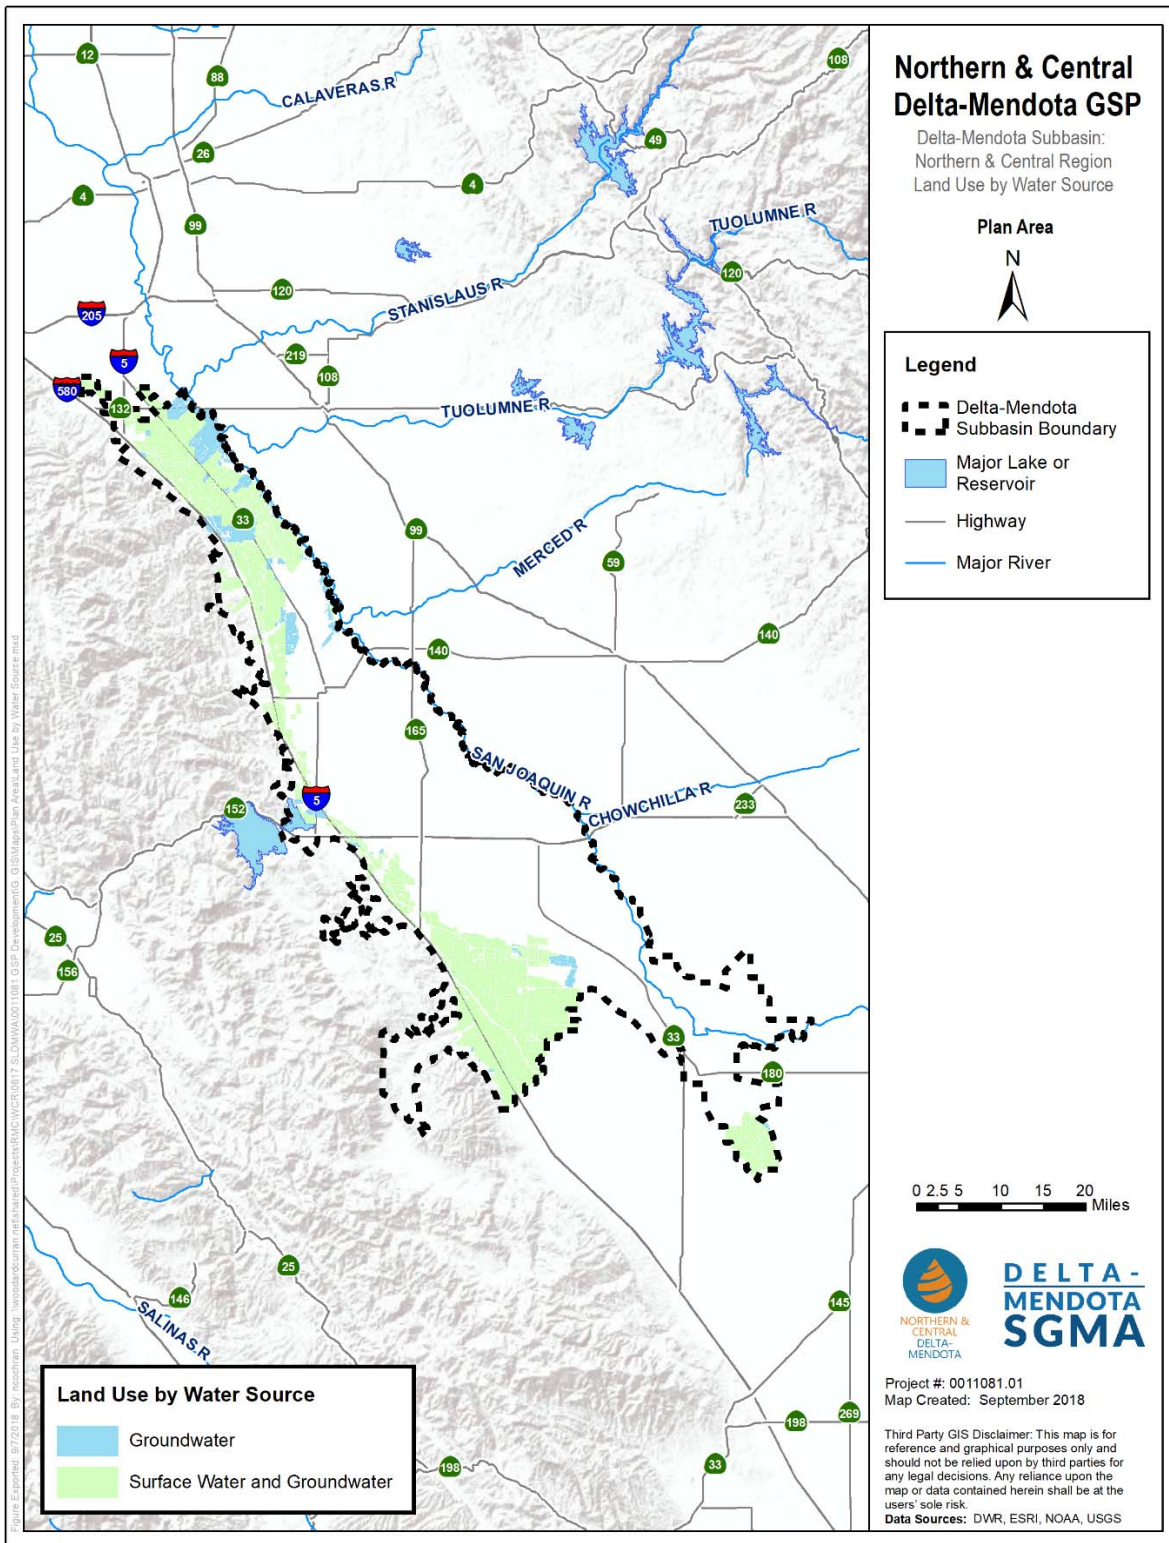 Northern & Central
Delta-Mendota GSP
Delta-Mendota Subbasin:
Northern & Central Region
Land Use by Water Source
Plan Area
N
Legend
Delta-Mendota
Subbasin Boundary
Major Lake or
Reservoir
Highway
Major River
0 2.5 5 10 15 20
Miles
NORTHERN &
CENTRAL
DELTA-
MENDOTA
DELTA-
MENDOTA
SGMA
Project #: 0011081.01
Map Created: September 2018
Third Party GIS Disclaimer: This map is for
reference and graphical purposes only and
should not be relied upon by third parties for
any legal decisions. Any reliance upon the
map or data contained herein shall be at the
users' sole risk.
Data Sources: DWR, ESRI, NOAA, USGS
12
88
108
CALAVERAS R
49
26
4
4
99
TUOLUMNE R
120
120
STANISLAUS R
205
219
5
108
580
132
TUOLUMNE R
33
99
MERCED R
59
140
140
165
SAN JOAQUIN R
CHOWCHILLA R
5
152
233
25
156
33
180
25
146
145
SALINAS R
269
198
198
33
Land Use by Water Source
Groundwater
Surface Water and Groundwater